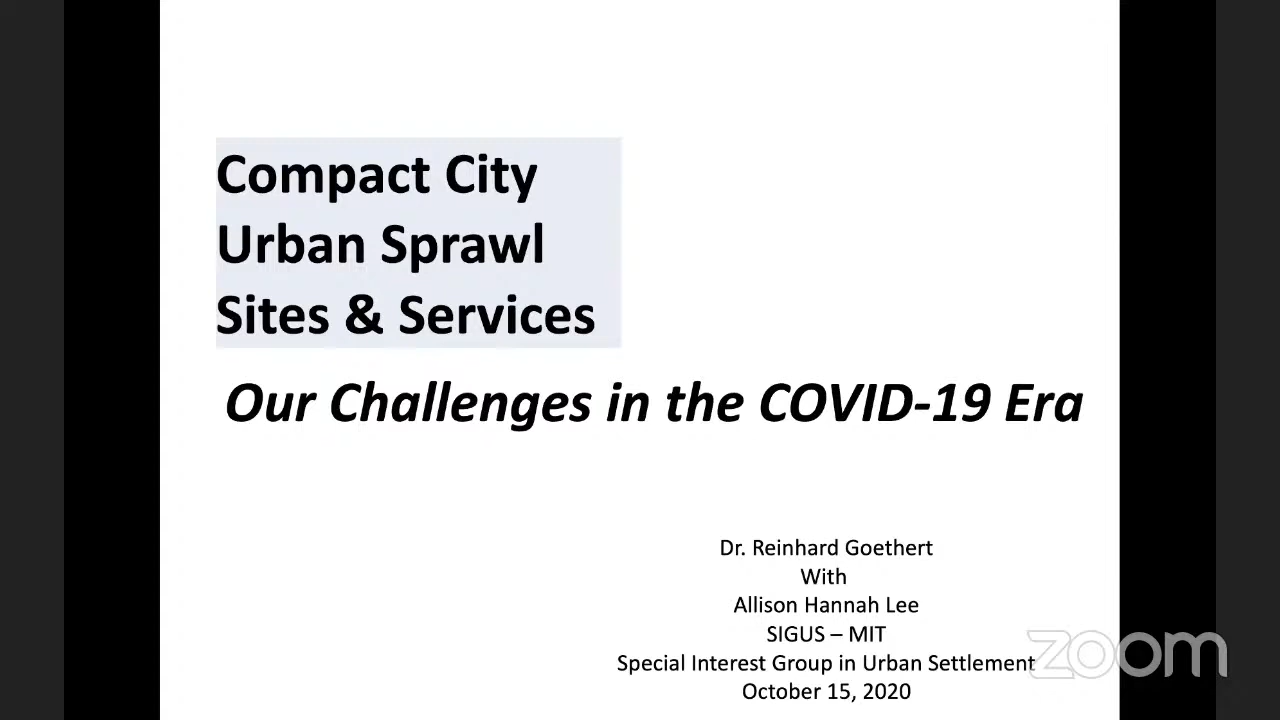 Compact City
Urban Sprawl
Sites & Services
Our Challenges in the COVID-19 Era
Dr. Reinhard Goethert
With
Allison Hannah Lee
SIGUS – MIT
Special Interest Group in Urban Settlement
October 15, 2020
zoom